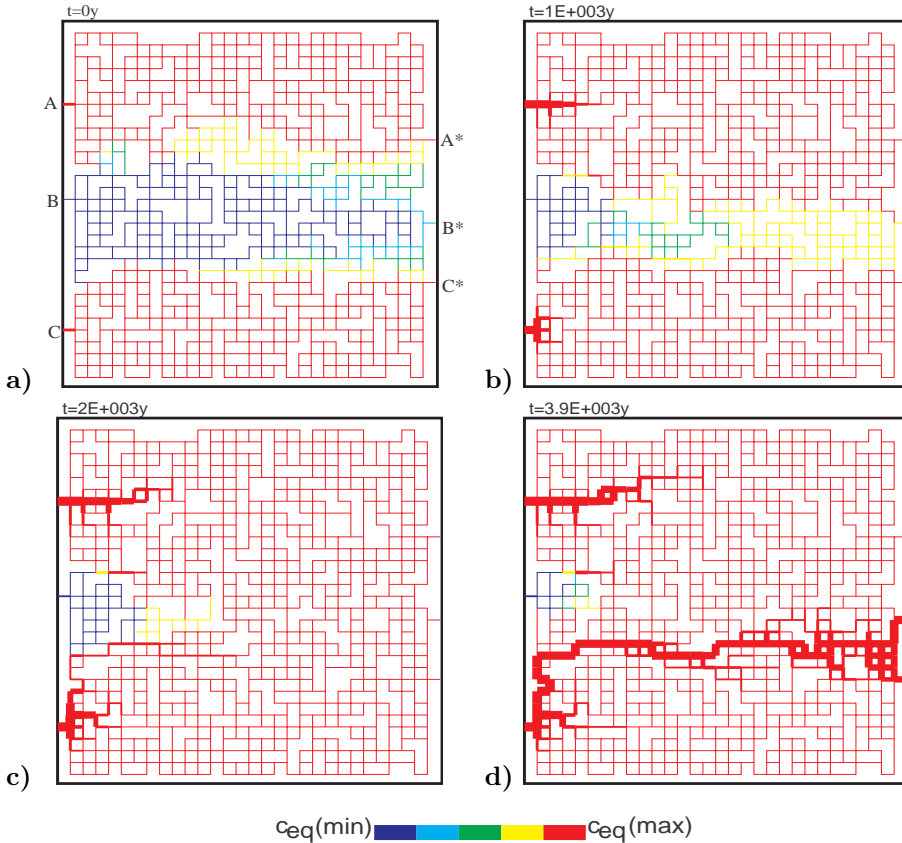 t=0y
t=1E+003y
A
A*
B
B*
C*
C
a)
b)
t=2E+003y
t=3.9E+003y
c)
d)
ceq(min) ceq(max)